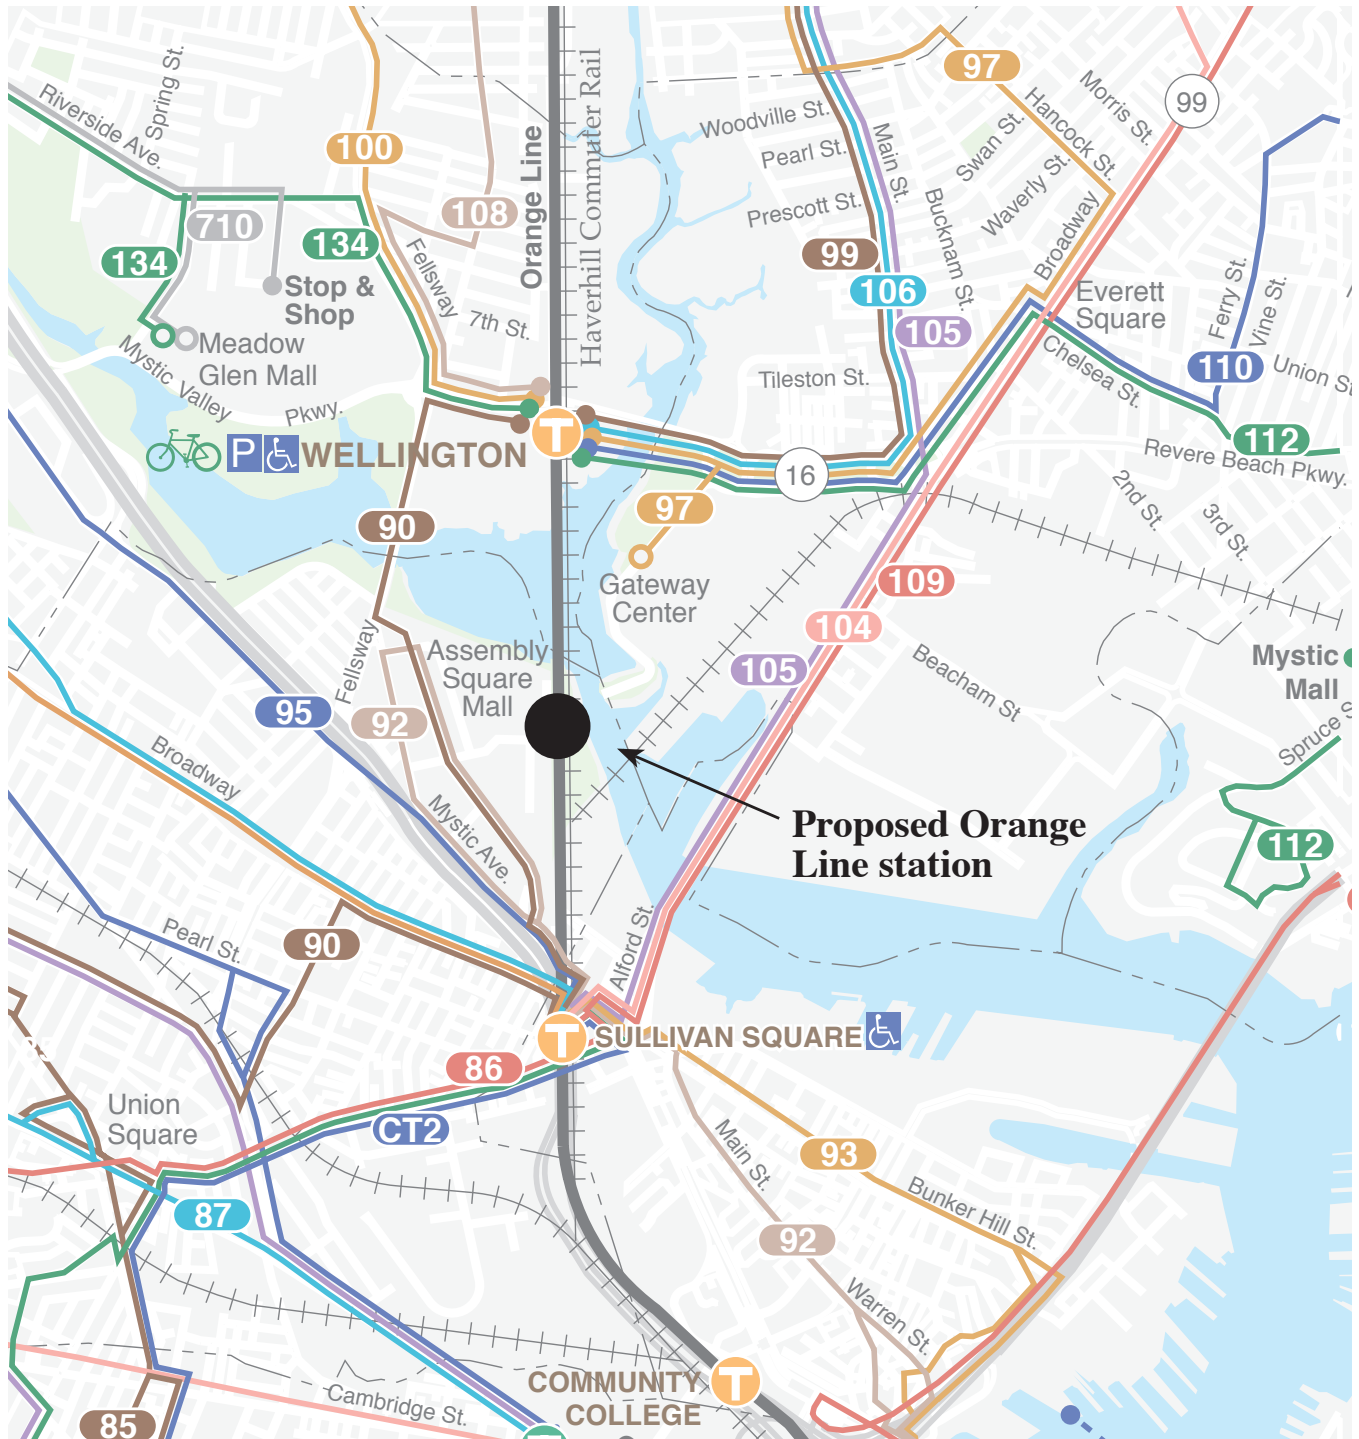 97
99
Spring St.
Riverside Ave.
100
Orange Line
Haverhill Commuter Rail
Woodville St.
Pearl St.
Prescott St.
Main St.
Bucknam St.
Swan St.
Waverly St.
Hancock St.
Morris St.
Broadway
108
710
134
134
Stop &
Shop
Fellsway
7th St.
99
106
105
Everett
Square
Ferry St.
Vine St.
Union St
110
Chelsea St.
112
Meadow
Glen Mall
Mystic Valley
Pkwy.
Tileston St.
P
WELLINGTON
T
16
Revere Beach Pkwy.
2nd St.
3rd St.
97
90
Gateway
Center
109
104
105
Beacham St
Mystic
Mall
Spruce S
Assembly
Square
Mall
Fellsway
95
92
Broadway
Mystic Ave.
Proposed Orange
Line station
112
Pearl St.
90
Alford St.
T
SULLIVAN SQUARE
86
CT2
Union
Square
87
Main St.
93
Bunker Hill St.
92
Warren St.
COMMUNITY
COLLEGE
T
Cambridge St.
85